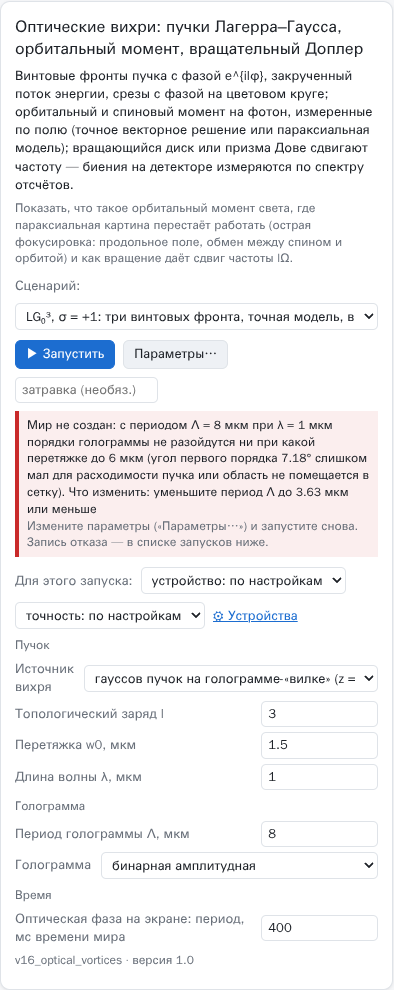 Оптические вихри: пучки Лагерра—Гаусса,
орбитальный момент, вращательный Доплер
Винтовые фронты пучка с фазой e^{ilφ}, закрученный
поток энергии, срезы с фазой на цветовом круге;
орбитальный и спиновый момент на фотон, измеренные
по полю (точное векторное решение или параксиальная
модель); вращающийся диск или призма Дове сдвигают
частоту — биения на детекторе измеряются по спектру
отсчётов.
Показать, что такое орбитальный момент света, где
параксиальная картина перестаёт работать (острая
фокусировка: продольное поле, обмен между спином и
орбитой) и как вращение даёт сдвиг частоты lΩ.
Сценарий:
LG₀³, σ = +1: три винтовых фронта, точная модель, в
▶ Запустить Параметры⋯
затравка (необяз.)
Мир не создан: с периодом Λ = 8 мкм при λ = 1 мкм
порядки голограммы не разойдутся ни при какой
перетяжке до 6 мкм (угол первого порядка 7.18° слишком
мал для расходимости пучка или область не помещается в
сетку). Что изменить: уменьшите период Λ до 3.63 мкм
или меньше
Измените параметры («Параметры⋯») и запустите снова.
Запись отказа — в списке запусков ниже.
Для этого запуска: устройство: по настройкам
точность: по настройкам ⚙ Устройства
Пучок
Источник вихря гауссов пучок на голограмме-«вилке» (z =
Топологический заряд l 3
Перетяжка w0, мкм 1.5
Длина волны λ, мкм 1
Голограмма
Период голограммы Λ, мкм 8
Голограмма бинарная амплитудная
Время
Оптическая фаза на экране: период,
мс времени мира 400
v16_optical_vortices · версия 1.0